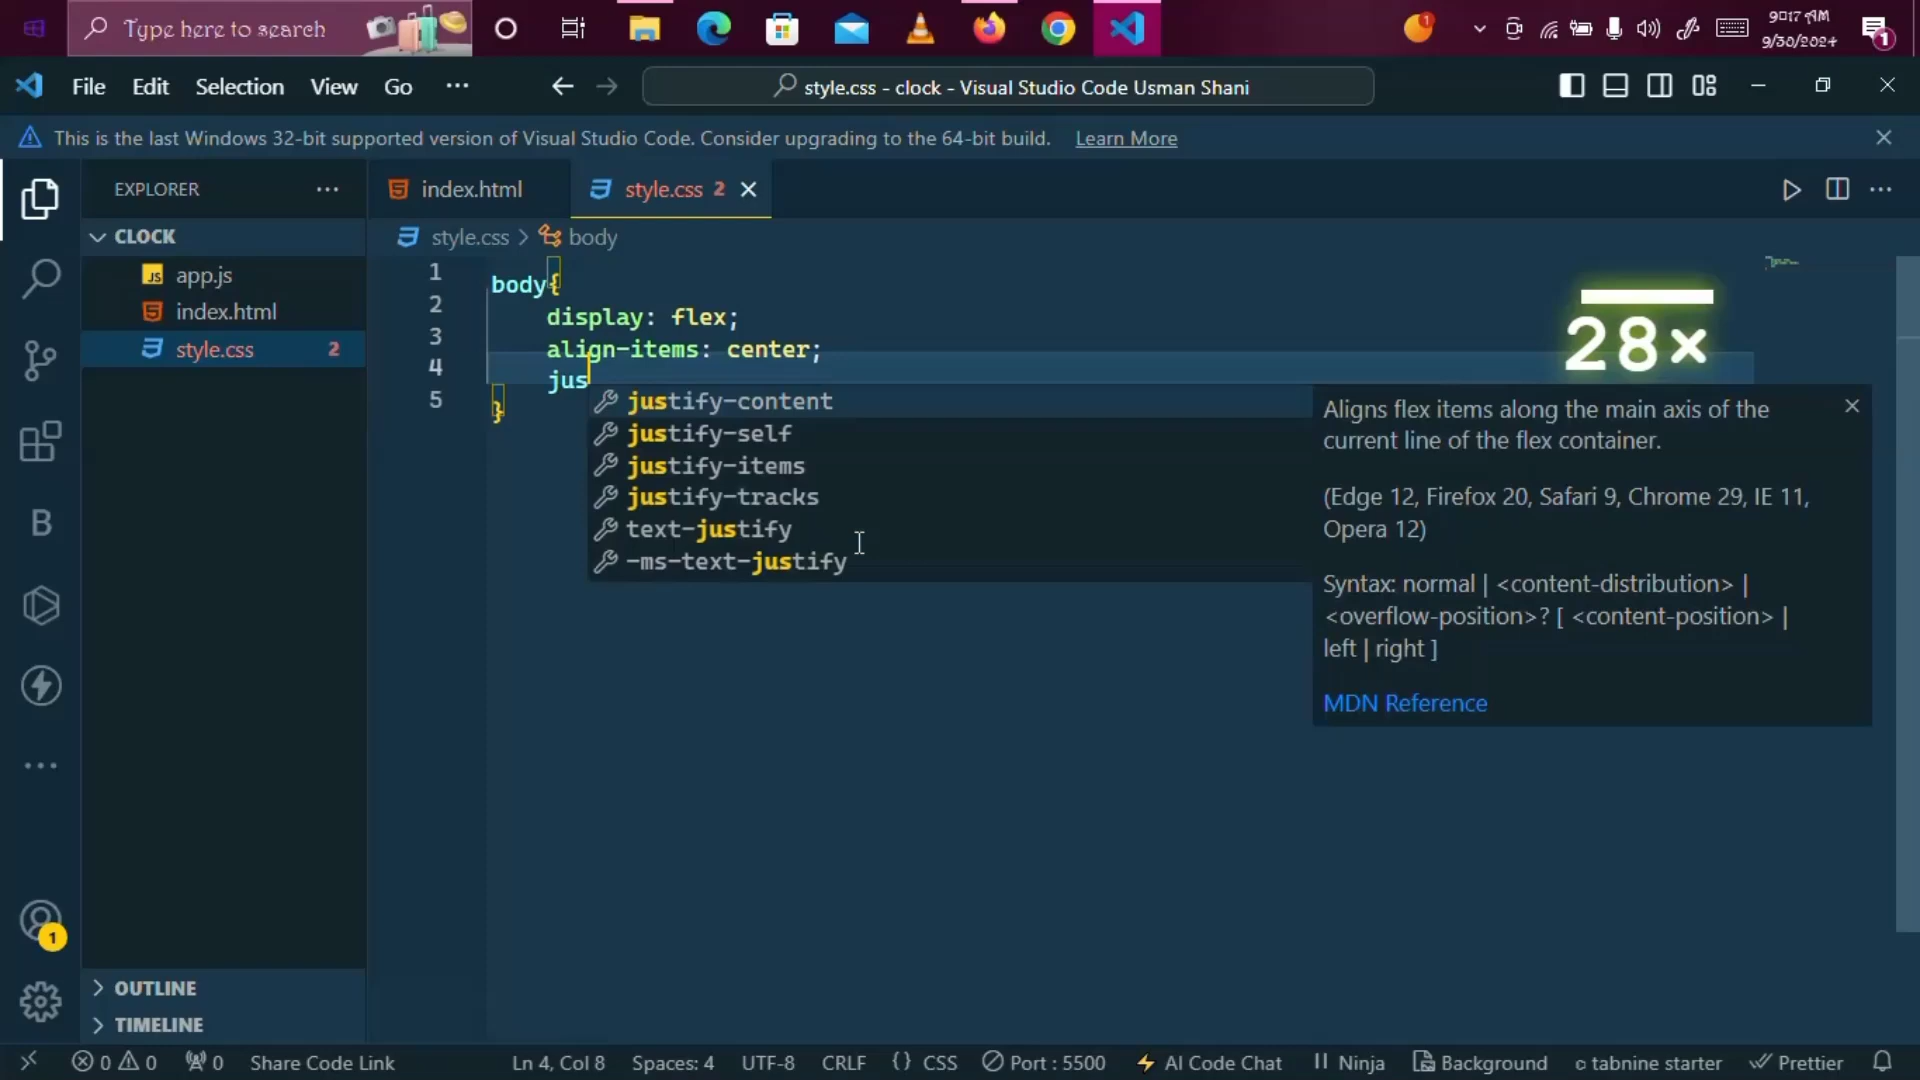 Type here to search
1
9:17 AM
9/30/2024
1
File Edit Selection View Go ···
style.css - clock - Visual Studio Code Usman Shani
This is the last Windows 32-bit supported version of Visual Studio Code. Consider upgrading to the 64-bit build. Learn More
EXPLORER ···
index.html
style.css 2
CLOCK
style.css > body
JS app.js
index.html
style.css 2
1 body{
2 display: flex;
3 align-items: center;
4 jus
5 }
28×
justify-content
justify-self
justify-items
justify-tracks
text-justify
-ms-text-justify
Aligns flex items along the main axis of the
current line of the flex container.
(Edge 12, Firefox 20, Safari 9, Chrome 29, IE 11,
Opera 12)
Syntax: normal | <content-distribution> |
<overflow-position>? [ <content-position> |
left | right ]
MDN Reference
B
1
OUTLINE
TIMELINE
0 0 0 Share Code Link Ln 4, Col 8 Spaces: 4 UTF-8 CRLF {} CSS Port : 5500 AI Code Chat Ninja Background tabnine starter Prettier